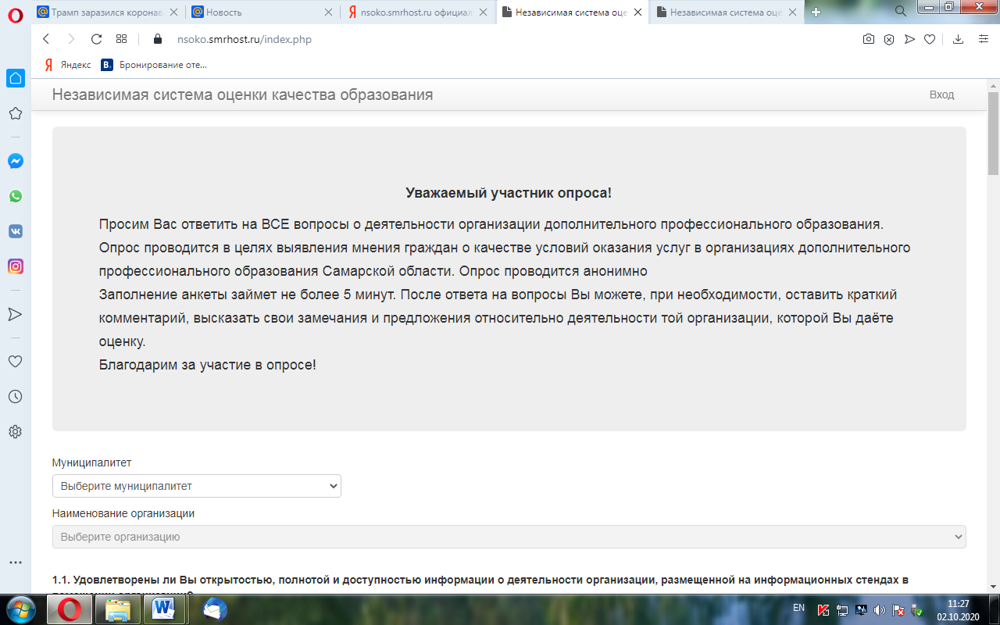 Трамп заразился коронав
Новость
nsoko.smrhost.ru официал
Независимая система оце
Независимая система оце
nsoko.smrhost.ru/index.php
Яндекс
B. Бронирование оте...
Независимая система оценки качества образования
Вход
Уважаемый участник опроса!
Просим Вас ответить на ВСЕ вопросы о деятельности организации дополнительного профессионального образования.
Опрос проводится в целях выявления мнения граждан о качестве условий оказания услуг в организациях дополнительного
профессионального образования Самарской области. Опрос проводится анонимно
Заполнение анкеты займет не более 5 минут. После ответа на вопросы Вы можете, при необходимости, оставить краткий
комментарий, высказать свои замечания и предложения относительно деятельности той организации, которой Вы даёте
оценку.
Благодарим за участие в опросе!
Муниципалитет
Выберите муниципалитет
Наименование организации
Выберите организацию
1.1. Удовлетворены ли Вы открытостью, полнотой и доступностью информации о деятельности организации, размещенной на информационных стендах в
EN
11:27
02.10.2020